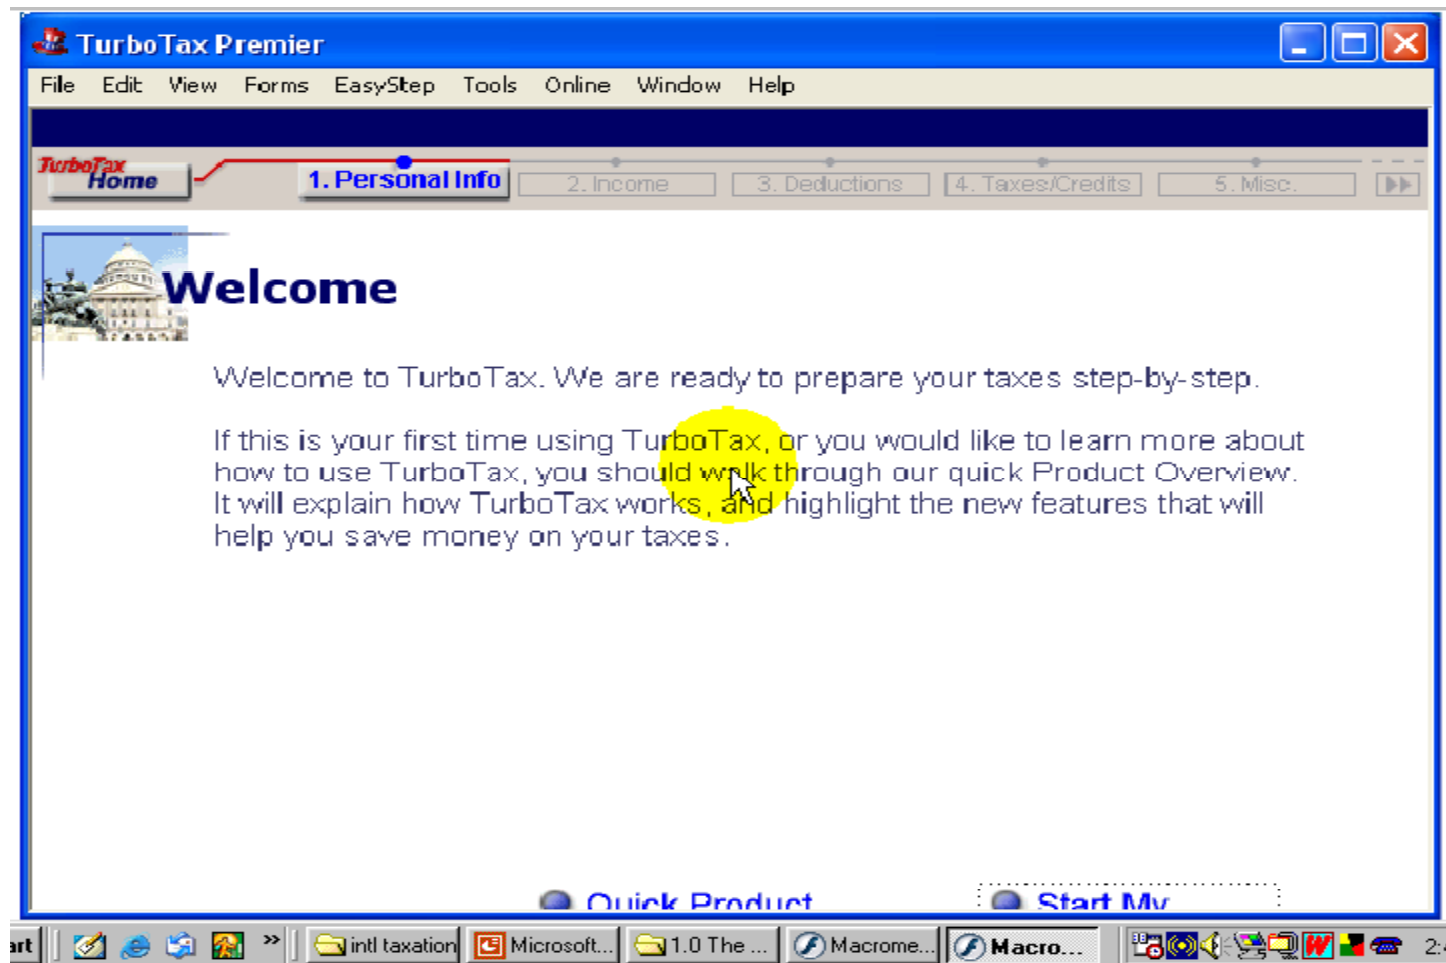 TurboTax Premier
File Edit View Forms EasyStep Tools Online Window Help
TurboTax
Home
1. Personal Info
2. Income
3. Deductions
4. Taxes/Credits
5. Misc.
Welcome
Welcome to TurboTax. We are ready to prepare your taxes step-by-step.
If this is your first time using TurboTax, or you would like to learn more about
how to use TurboTax, you should walk through our quick Product Overview.
It will explain how TurboTax works, and highlight the new features that will
help you save money on your taxes.
Quick Product
Start My
art
»
intl taxation
Microsoft...
1.0 The ...
Macrome...
Macro...
2: